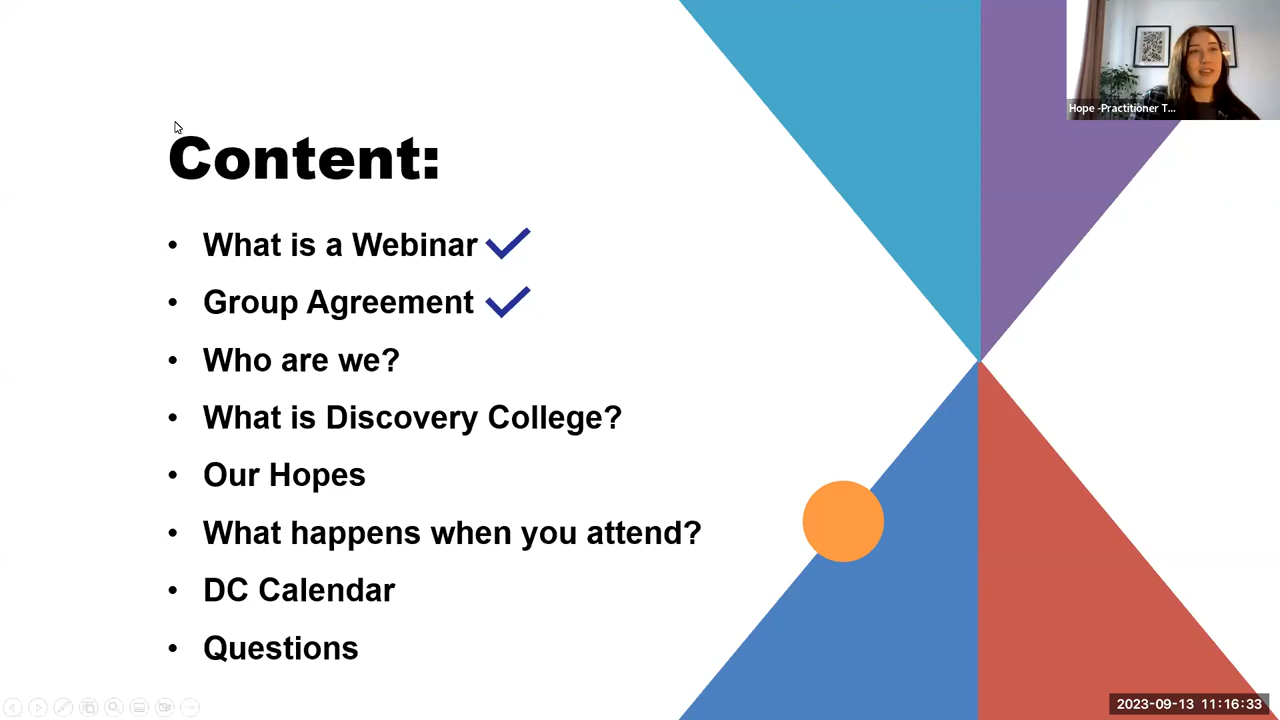 Hope -Practitioner T...
Content:
• What is a Webinar
• Group Agreement
• Who are we?
• What is Discovery College?
• Our Hopes
• What happens when you attend?
• DC Calendar
• Questions
2023-09-13 11:16:33